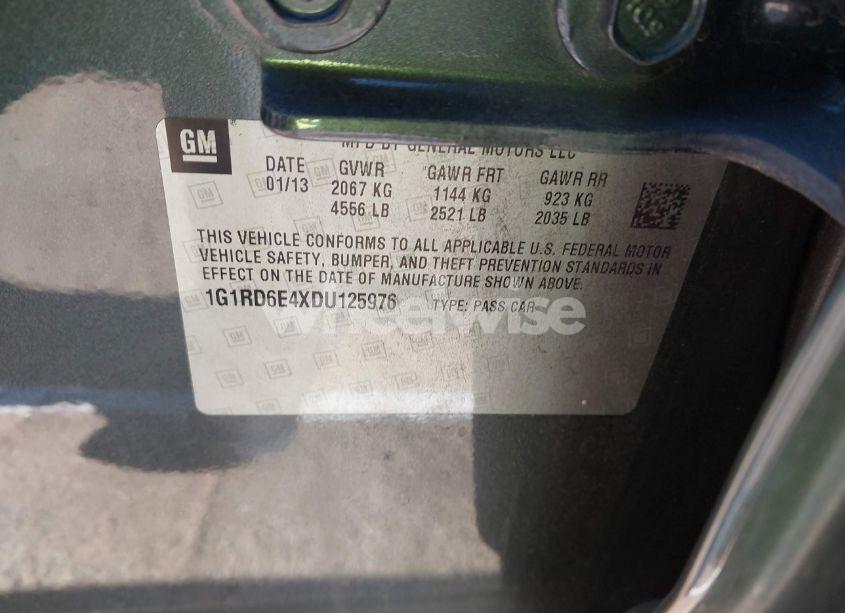 GM
MFD BY GENERAL MOTORS LLC
DATE GVWR GAWR FRT GAWR RR
01/13 2067 KG 1144 KG 923 KG
4556 LB 2521 LB 2035 LB
THIS VEHICLE CONFORMS TO ALL APPLICABLE U.S. FEDERAL MOTOR
VEHICLE SAFETY, BUMPER, AND THEFT PREVENTION STANDARDS IN
EFFECT ON THE DATE OF MANUFACTURE SHOWN ABOVE.
1G1RD6E4XDU125976 TYPE: PASS CAR
wheelwise